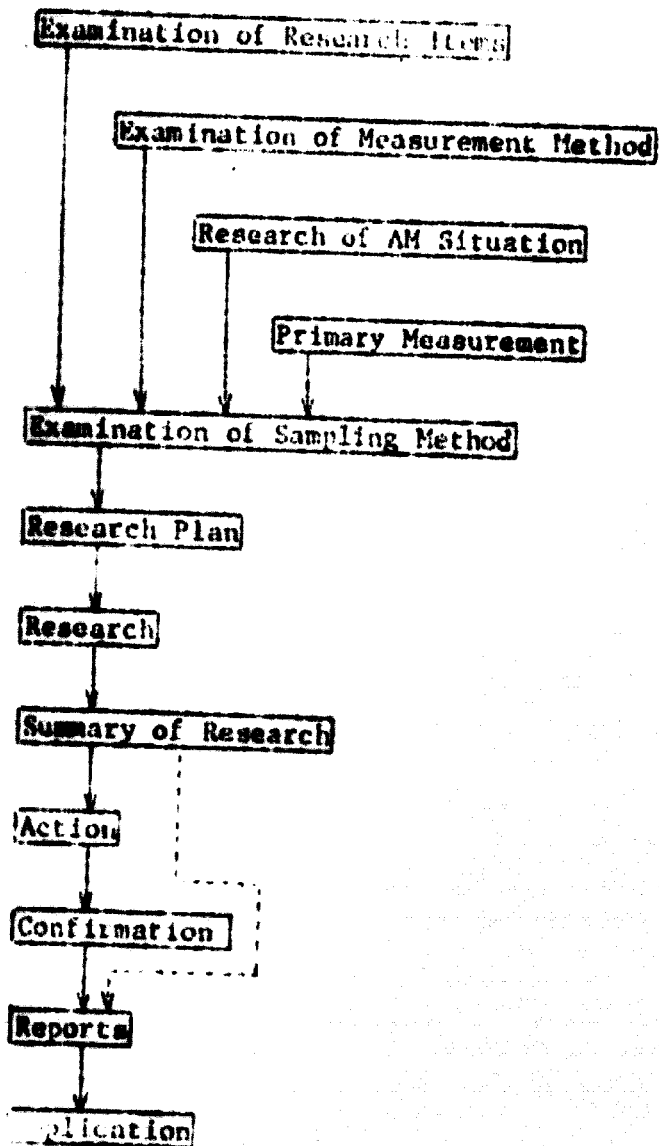 Examination of Research Items
Examination of Measurement Method
Research of AM Situation
Primary Measurement
Examination of Sampling Method
Research Plan
Research
Summary of Research
Action
Confirmation
Reports